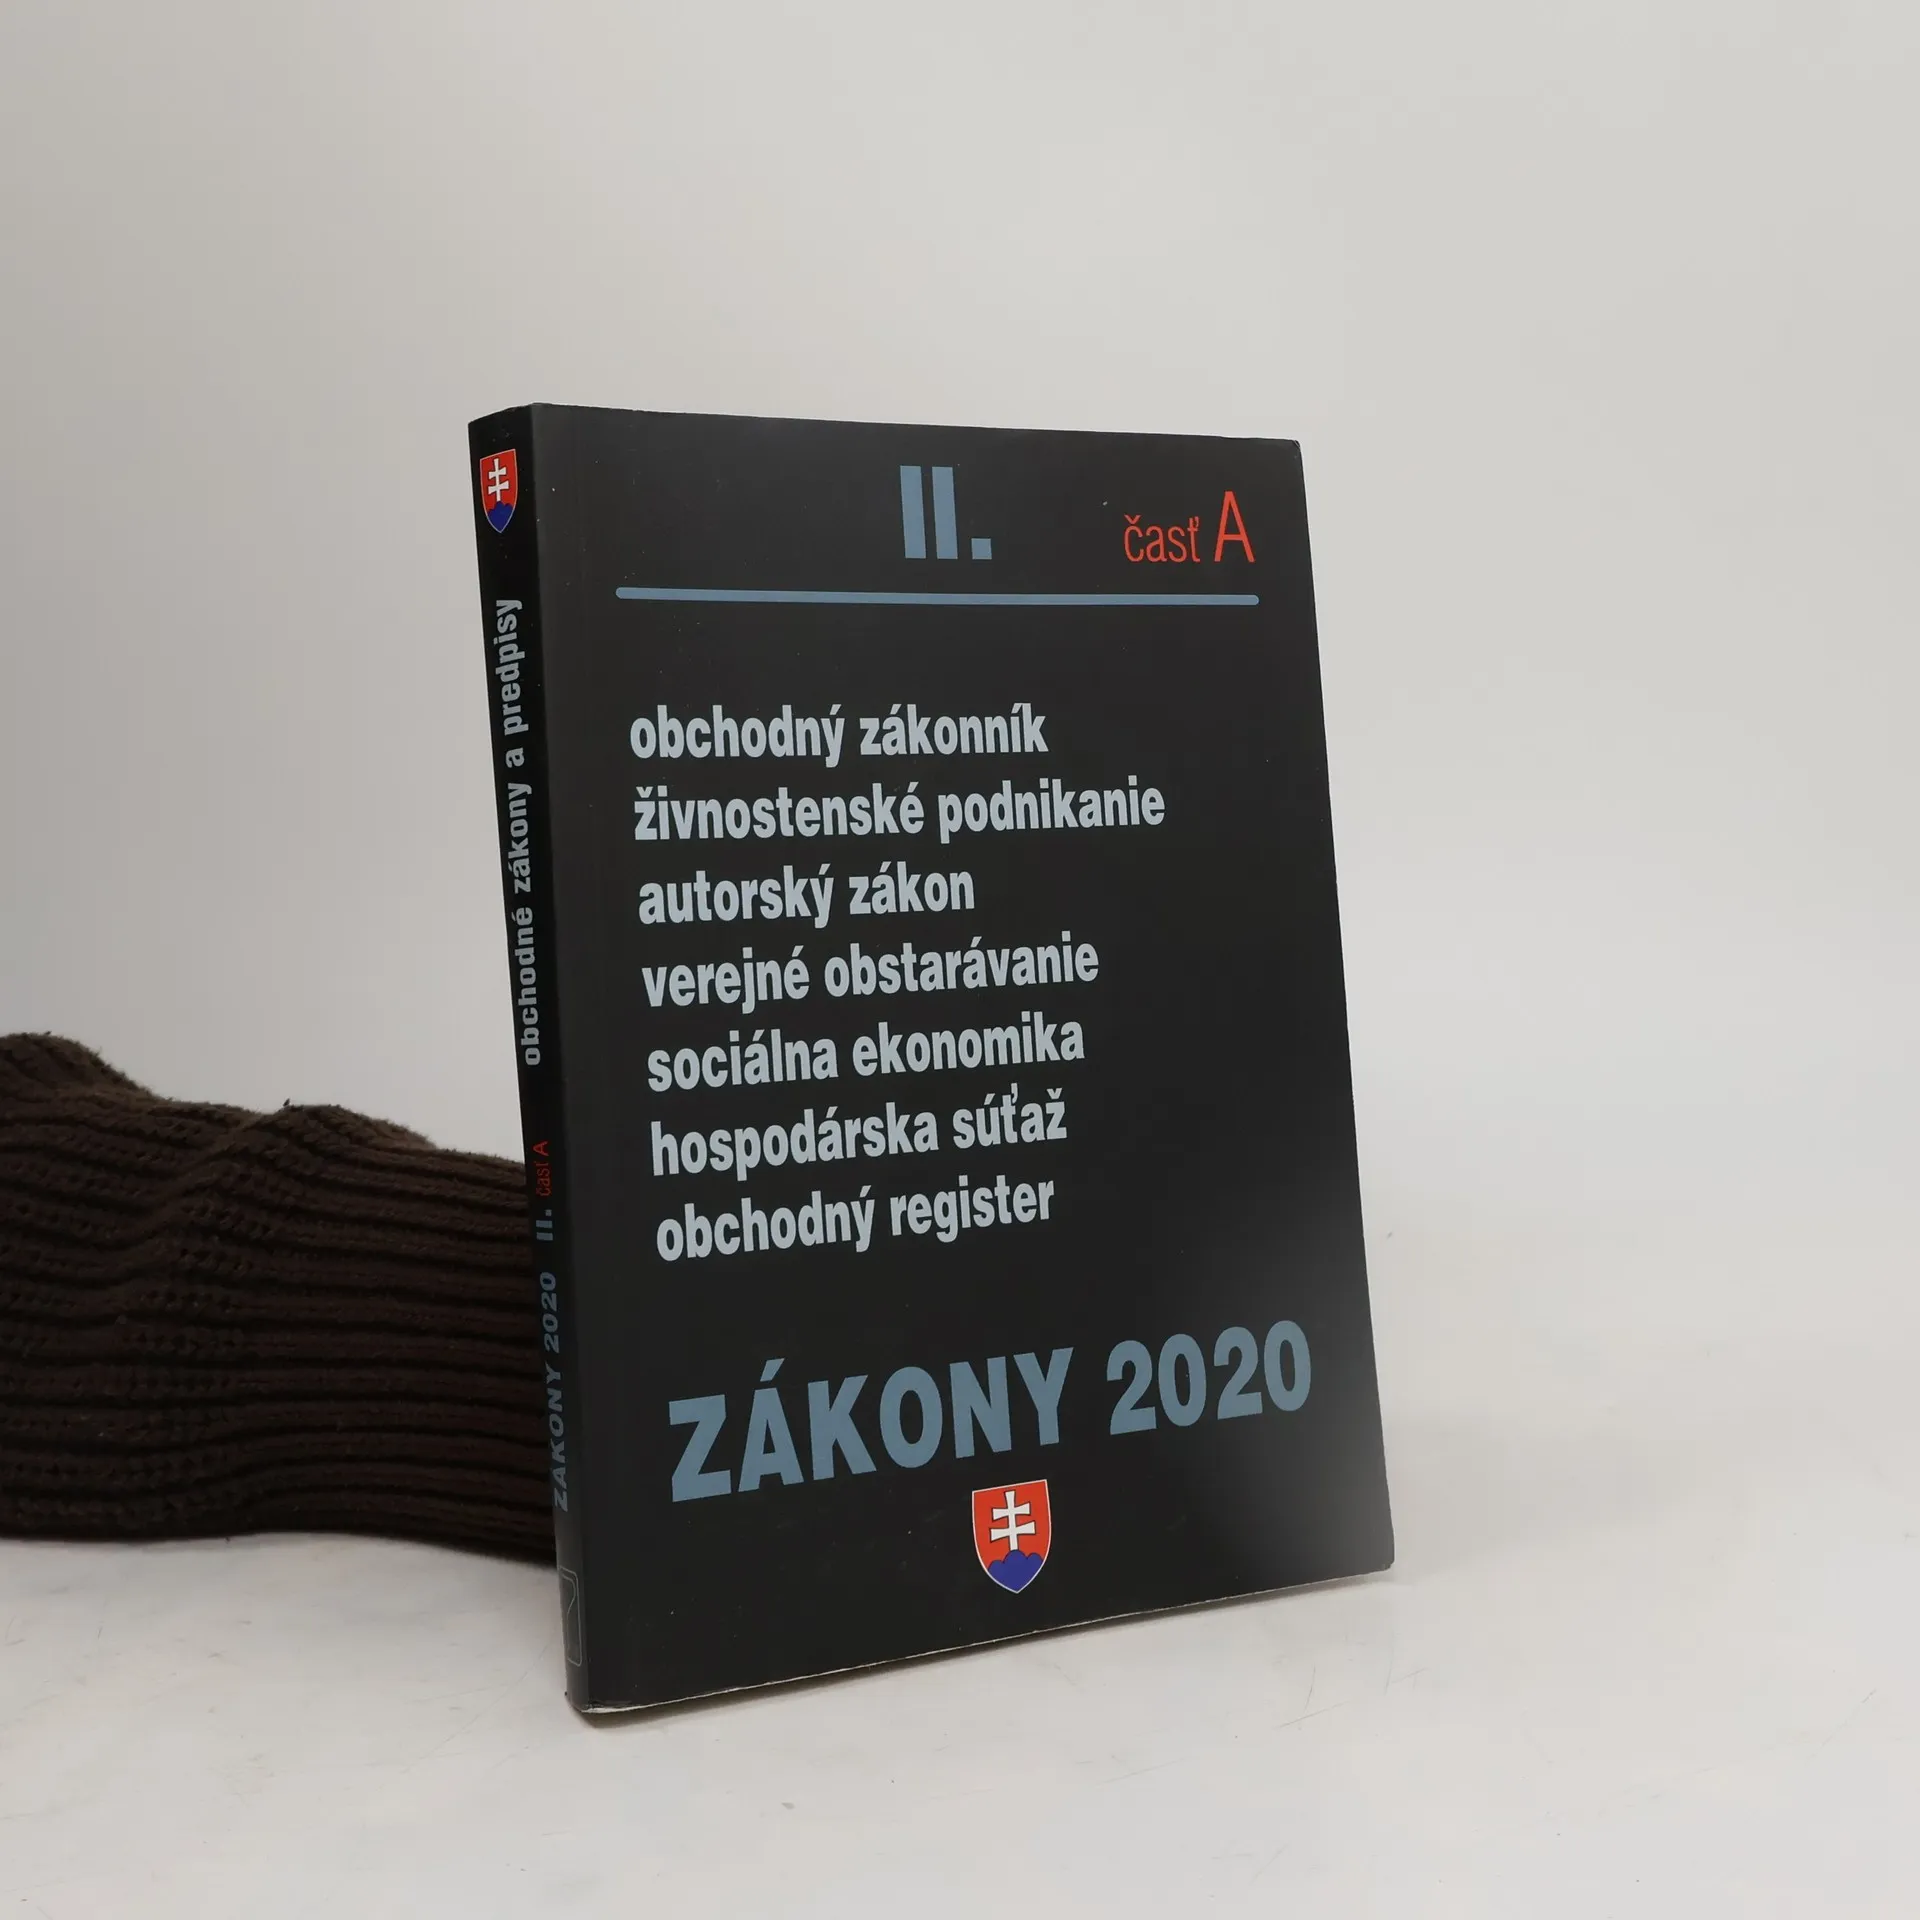 II.
časť A
obchodný zákonník
živnostenské podnikanie
autorský zákon
verejné obstarávanie
sociálna ekonomika
hospodárska súťaž
obchodný register
ZÁKONY 2020
ZÁKONY 2020 II. časť A obchodné zákony a predpisy